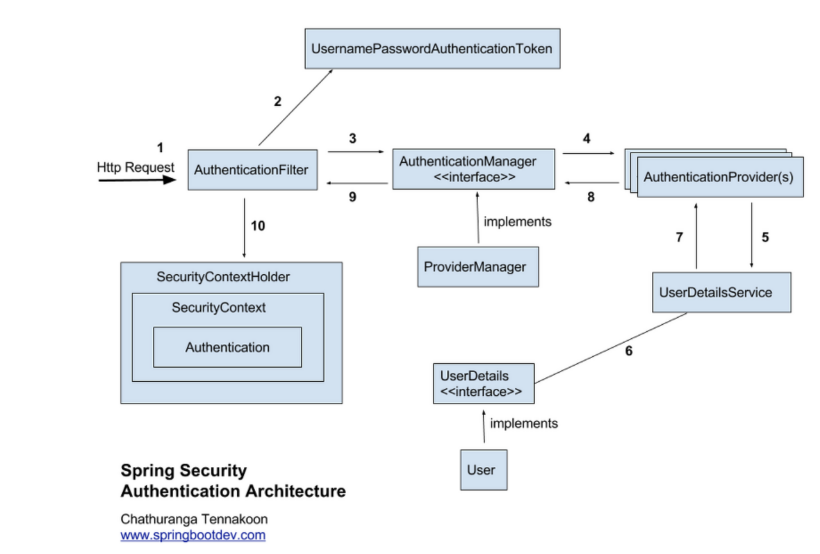 UsernamePasswordAuthenticationToken
2
1
Http Request
AuthenticationFilter
3
9
AuthenticationManager
<<interface>>
4
8
AuthenticationProvider(s)
10
implements
ProviderManager
7
5
UserDetailsService
SecurityContextHolder
SecurityContext
Authentication
6
UserDetails
<<interface>>
implements
User
Spring Security
Authentication Architecture
Chathuranga Tennakoon
www.springbootdev.com